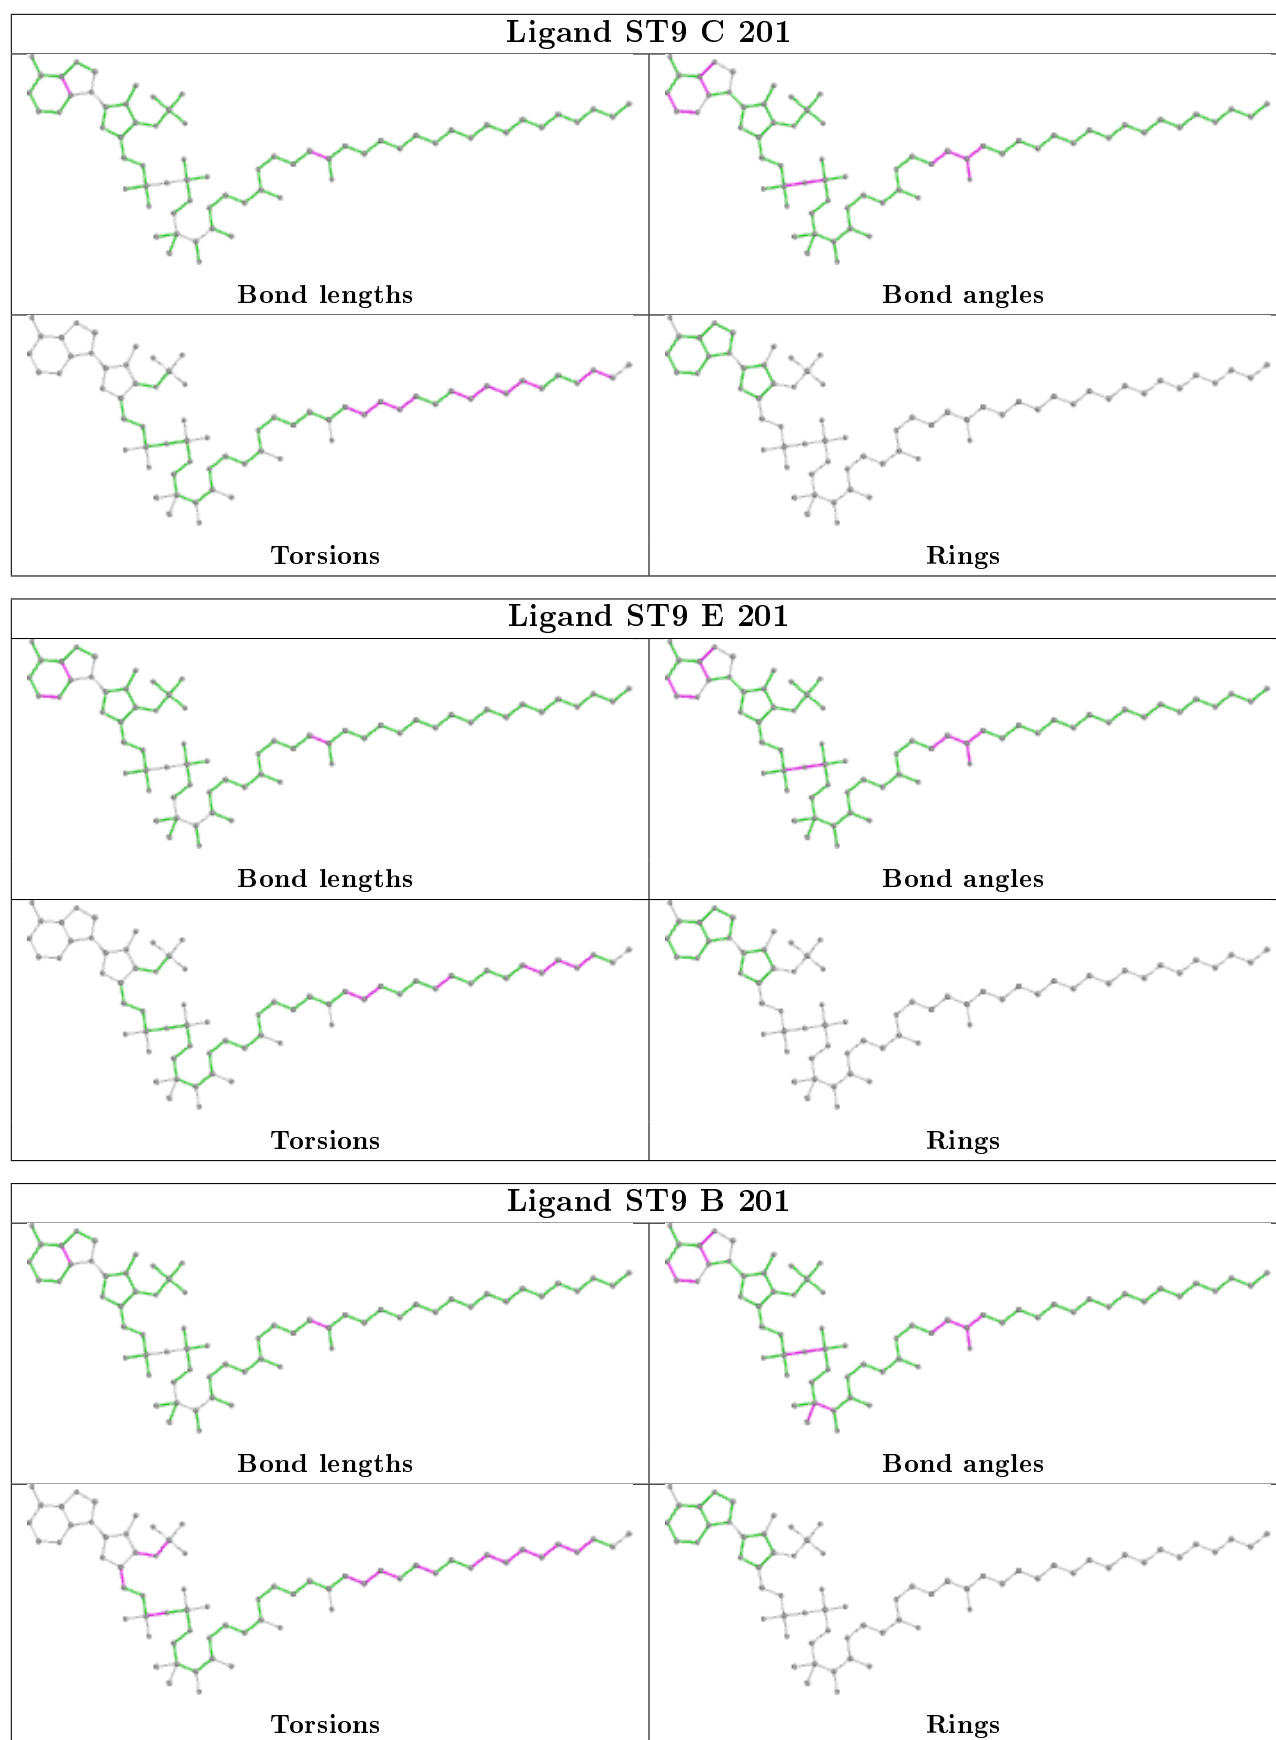 Ligand ST9 C 201
Bond lengths
Bond angles
Torsions
Rings
Ligand ST9 E 201
Bond lengths
Bond angles
Torsions
Rings
Ligand ST9 B 201
Bond lengths
Bond angles
Torsions
Rings